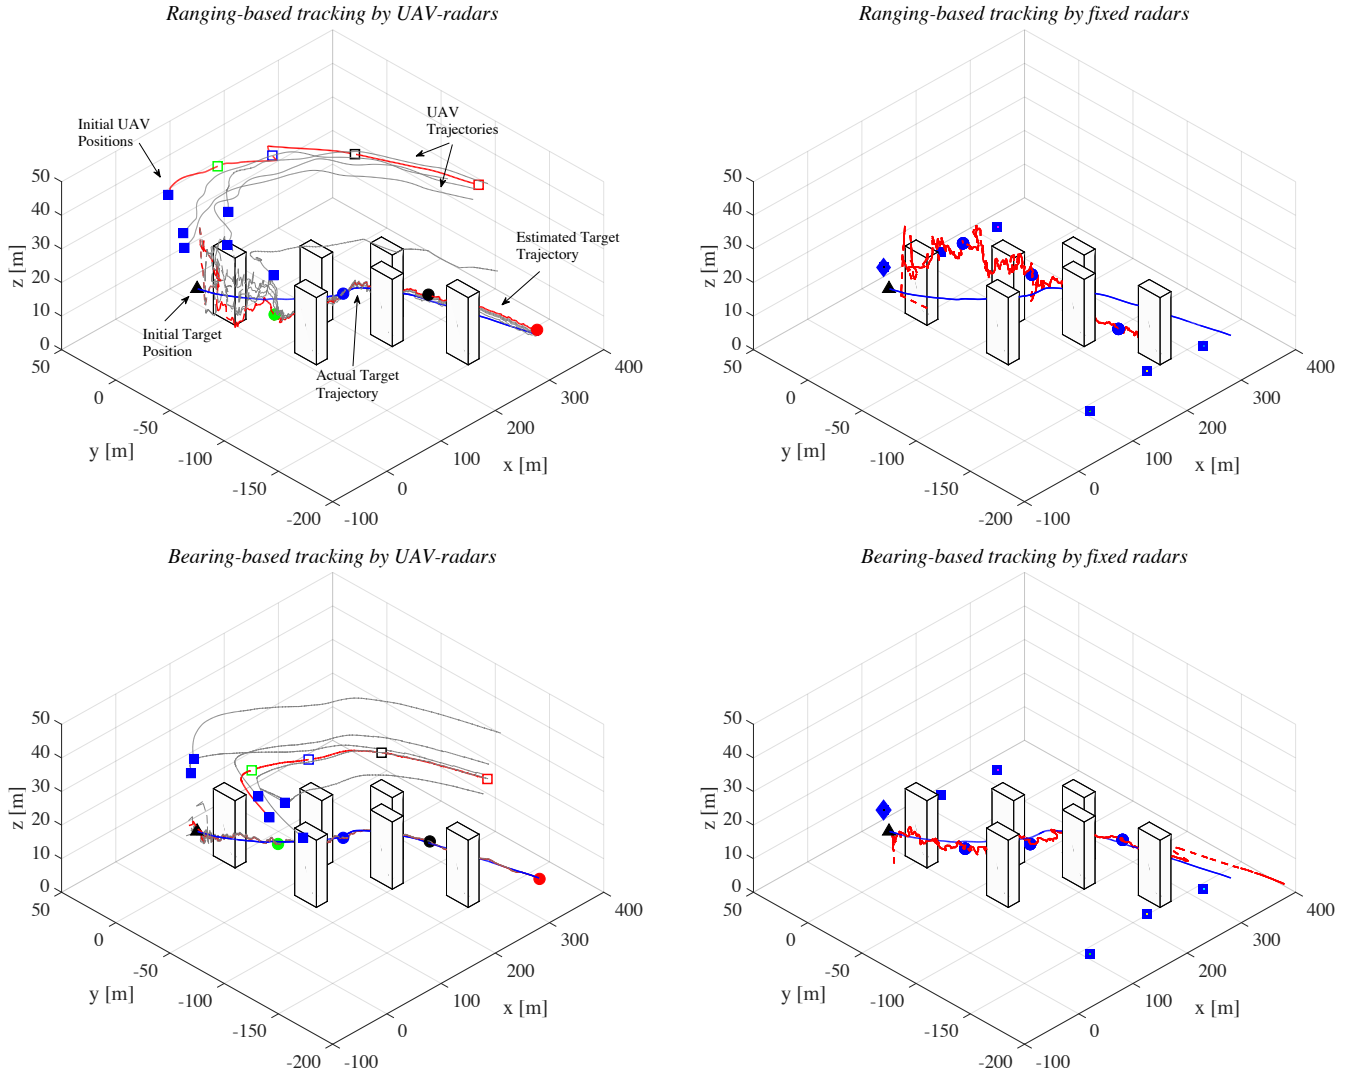 Ranging-based tracking by UAV-radars
Initial UAV
Positions
UAV
Trajectories
Estimated Target
Trajectory
Initial Target
Position
Actual Target
Trajectory
50
40
30
20
10
0
z [m]
50
0
-50
-100
-150
-200
y [m]
-100
0
100
200
300
400
x [m]
Ranging-based tracking by fixed radars
50
40
30
20
10
0
z [m]
50
0
-50
-100
-150
-200
y [m]
-100
0
100
200
300
400
x [m]
Bearing-based tracking by UAV-radars
50
40
30
20
10
0
z [m]
50
0
-50
-100
-150
-200
y [m]
-100
0
100
200
300
400
x [m]
Bearing-based tracking by fixed radars
50
40
30
20
10
0
z [m]
50
0
-50
-100
-150
-200
y [m]
-100
0
100
200
300
400
x [m]